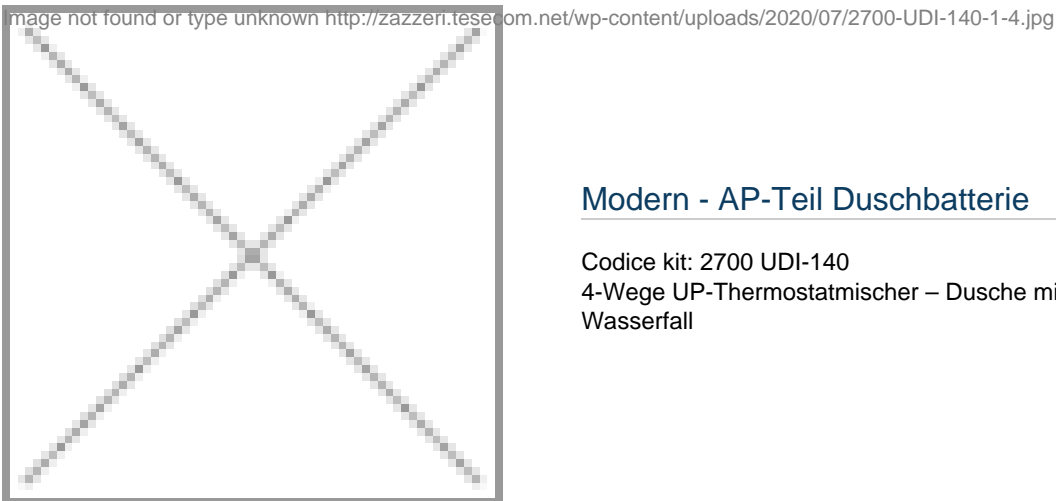 Image not found or type unknown http://zazzeri.tesecom.net/wp-content/uploads/2020/07/2700-UDI-140-1-4.jpg
Modern - AP-Teil Duschbatterie
Codice kit: 2700 UDI-140
4-Wege UP-Thermostatmischer – Dusche mi
Wasserfall